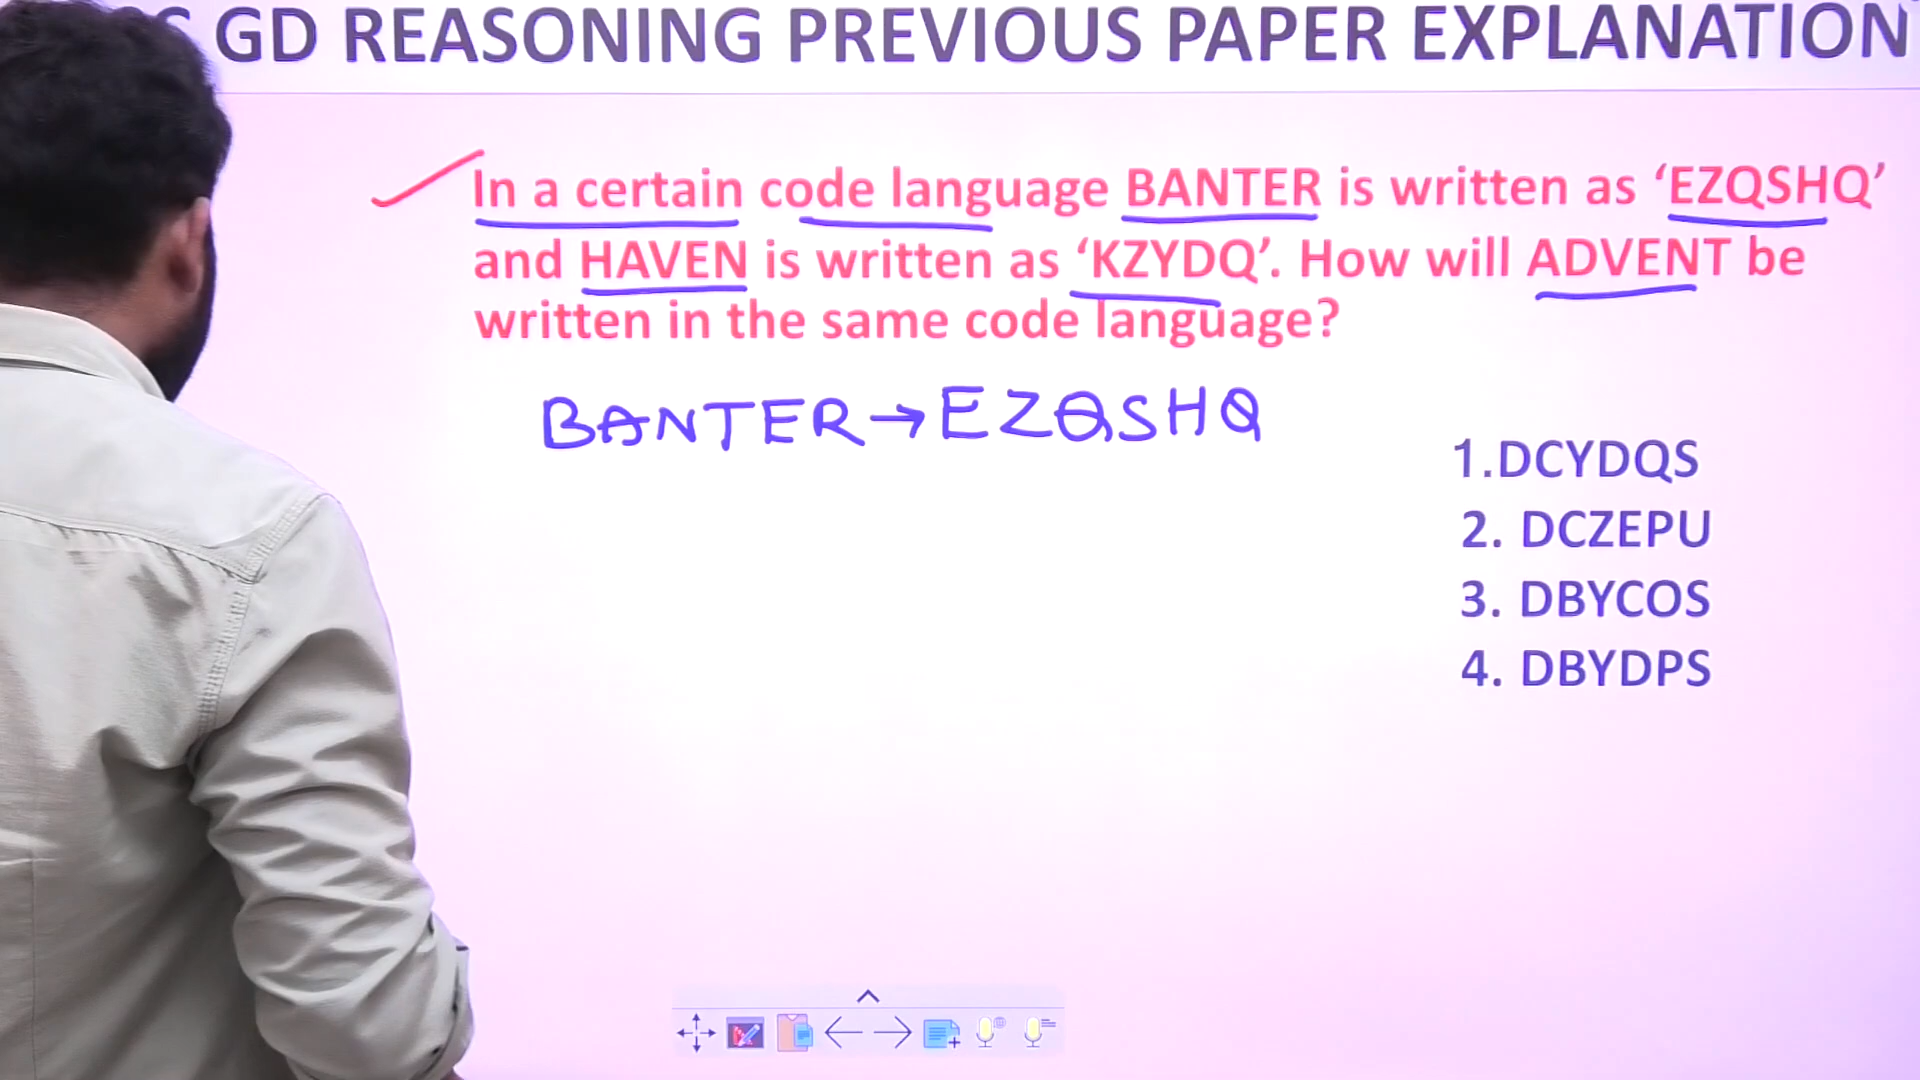 GD REASONING PREVIOUS PAPER EXPLANATION
In a certain code language BANTER is written as ‘EZQSHQ’
and HAVEN is written as ‘KZYDQ’. How will ADVENT be
written in the same code language?
BANTER → EZQSHQ
1.DCYDQS
2. DCZEPU
3. DBYCOS
4. DBYDPS